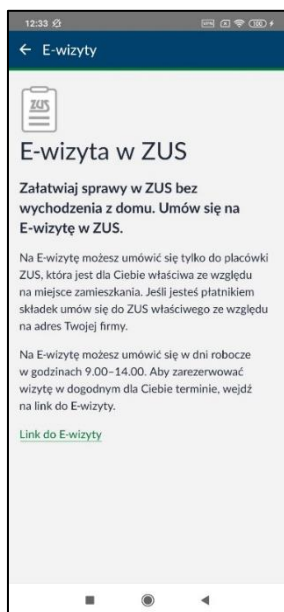 12:33
100
← E-wizyty
ZUS
E-wizyta w ZUS
Załatwiaj sprawy w ZUS bez
wychodzenia z domu. Umów się na
E-wizytę w ZUS.
Na E-wizytę możesz umówić się tylko do placówki
ZUS, która jest dla Ciebie właściwa ze względu
na miejsce zamieszkania. Jeśli jesteś płatnikiem
składek umów się do ZUS właściwego ze względu
na adres Twojej firmy.
Na E-wizytę możesz umówić się w dni robocze
w godzinach 9.00–14.00. Aby zarezerwować
wizytę w dogodnym dla Ciebie terminie, wejdź
na link do E-wizyty.
Link do E-wizyty